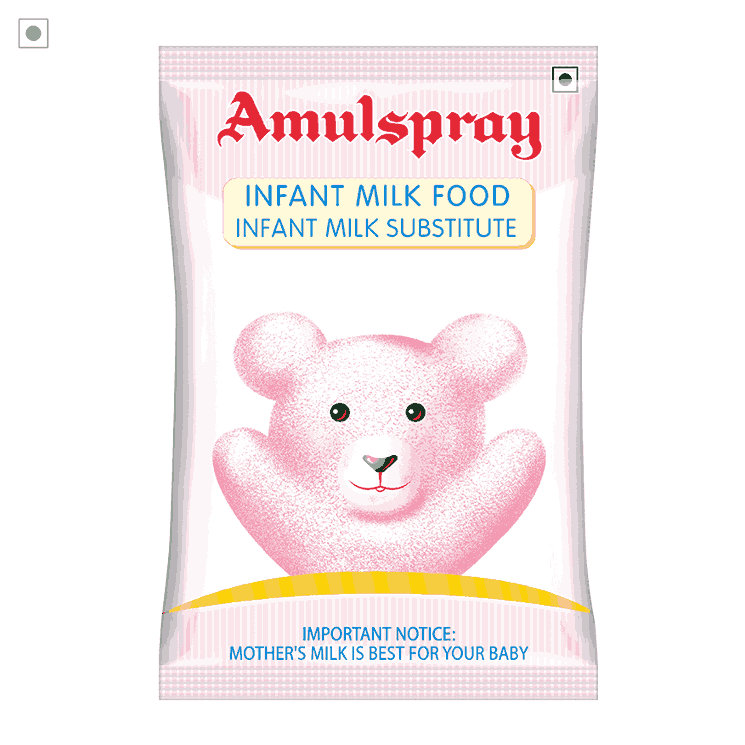 Amulspray
INFANT MILK FOOD
INFANT MILK SUBSTITUTE
IMPORTANT NOTICE:
MOTHER'S MILK IS BEST FOR YOUR BABY